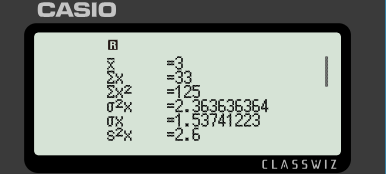 CASIO
R
x̄ =3
Σx =33
Σx² =125
σ²x =2.363636364
σx =1.53741223
s²x =2.6
CLASSWIZ